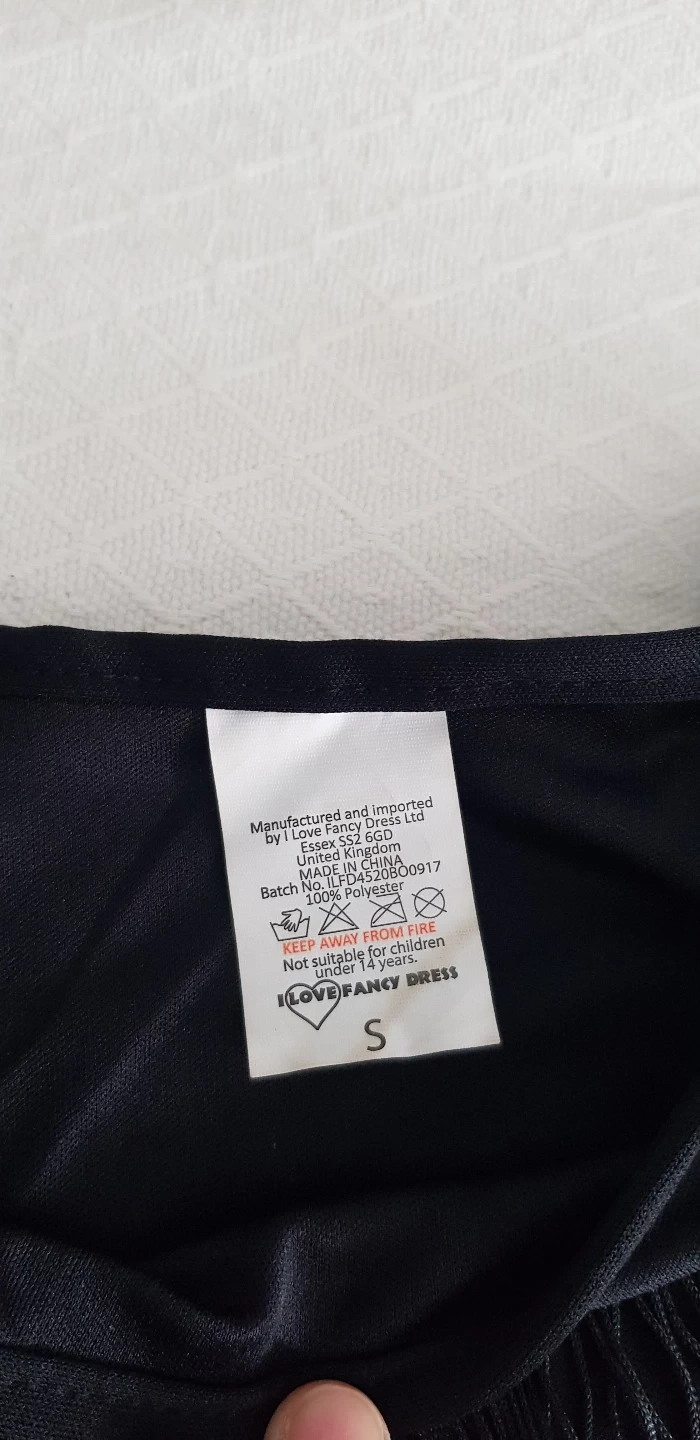 Manufactured and imported
by I Love Fancy Dress Ltd
Essex SS2 6GD
United Kingdom
MADE IN CHINA
Batch No. ILFD4520BO0917
100% Polyester
KEEP AWAY FROM FIRE
Not suitable for children
under 14 years.
I LOVE FANCY DRESS
S